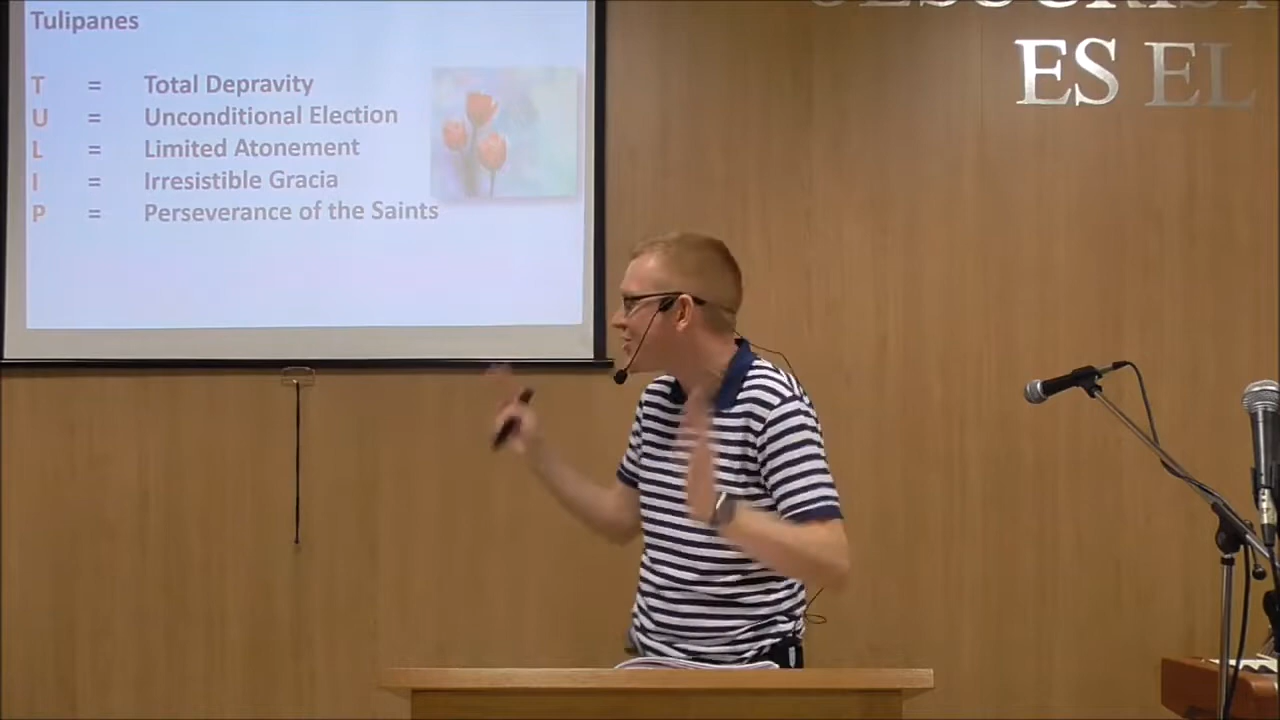 Tulipanes
T = Total Depravity
U = Unconditional Election
L = Limited Atonement
I = Irresistible Gracia
P = Perseverance of the Saints
ES EL